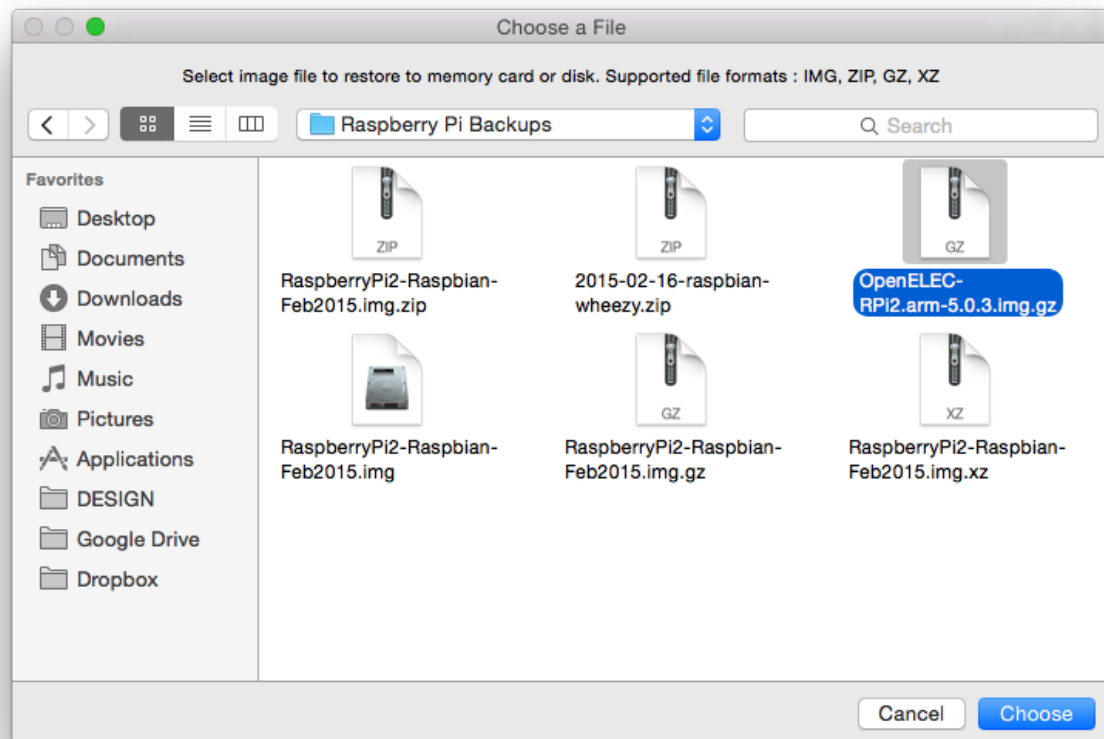 Choose a File
Select image file to restore to memory card or disk. Supported file formats : IMG, ZIP, GZ, XZ
Raspberry Pi Backups
Search
Favorites
Desktop
Documents
Downloads
Movies
Music
Pictures
Applications
DESIGN
Google Drive
Dropbox
ZIP
RaspberryPi2-Raspbian-
Feb2015.img.zip
ZIP
2015-02-16-raspbian-
wheezy.zip
GZ
OpenELEC-
RPi2.arm-5.0.3.img.gz
RaspberryPi2-Raspbian-
Feb2015.img
GZ
RaspberryPi2-Raspbian-
Feb2015.img.gz
XZ
RaspberryPi2-Raspbian-
Feb2015.img.xz
Cancel
Choose